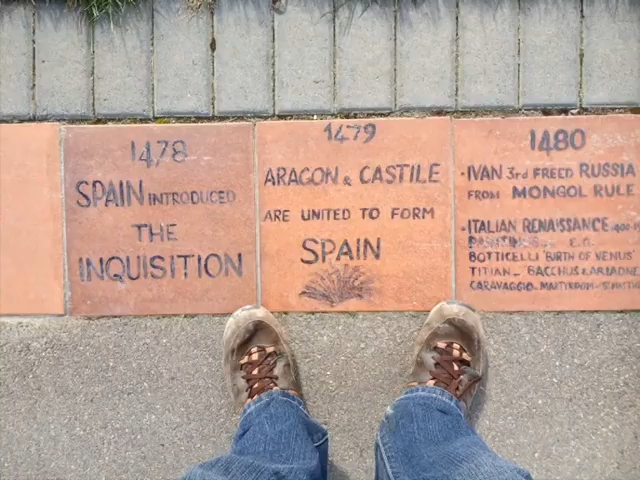 1478
SPAIN INTRODUCED
THE
INQUISITION
1479
ARAGON & CASTILE
ARE UNITED TO FORM
SPAIN
1480
•IVAN 3rd FREED RUSSIA
FROM MONGOL RULE
•ITALIAN RENAISSANCE
PAINTINGS E.G.
BOTTICELLI 'BIRTH OF VENUS'
TITIAN - 'BACCHUS & ARIADNE
CARAVAGGIO